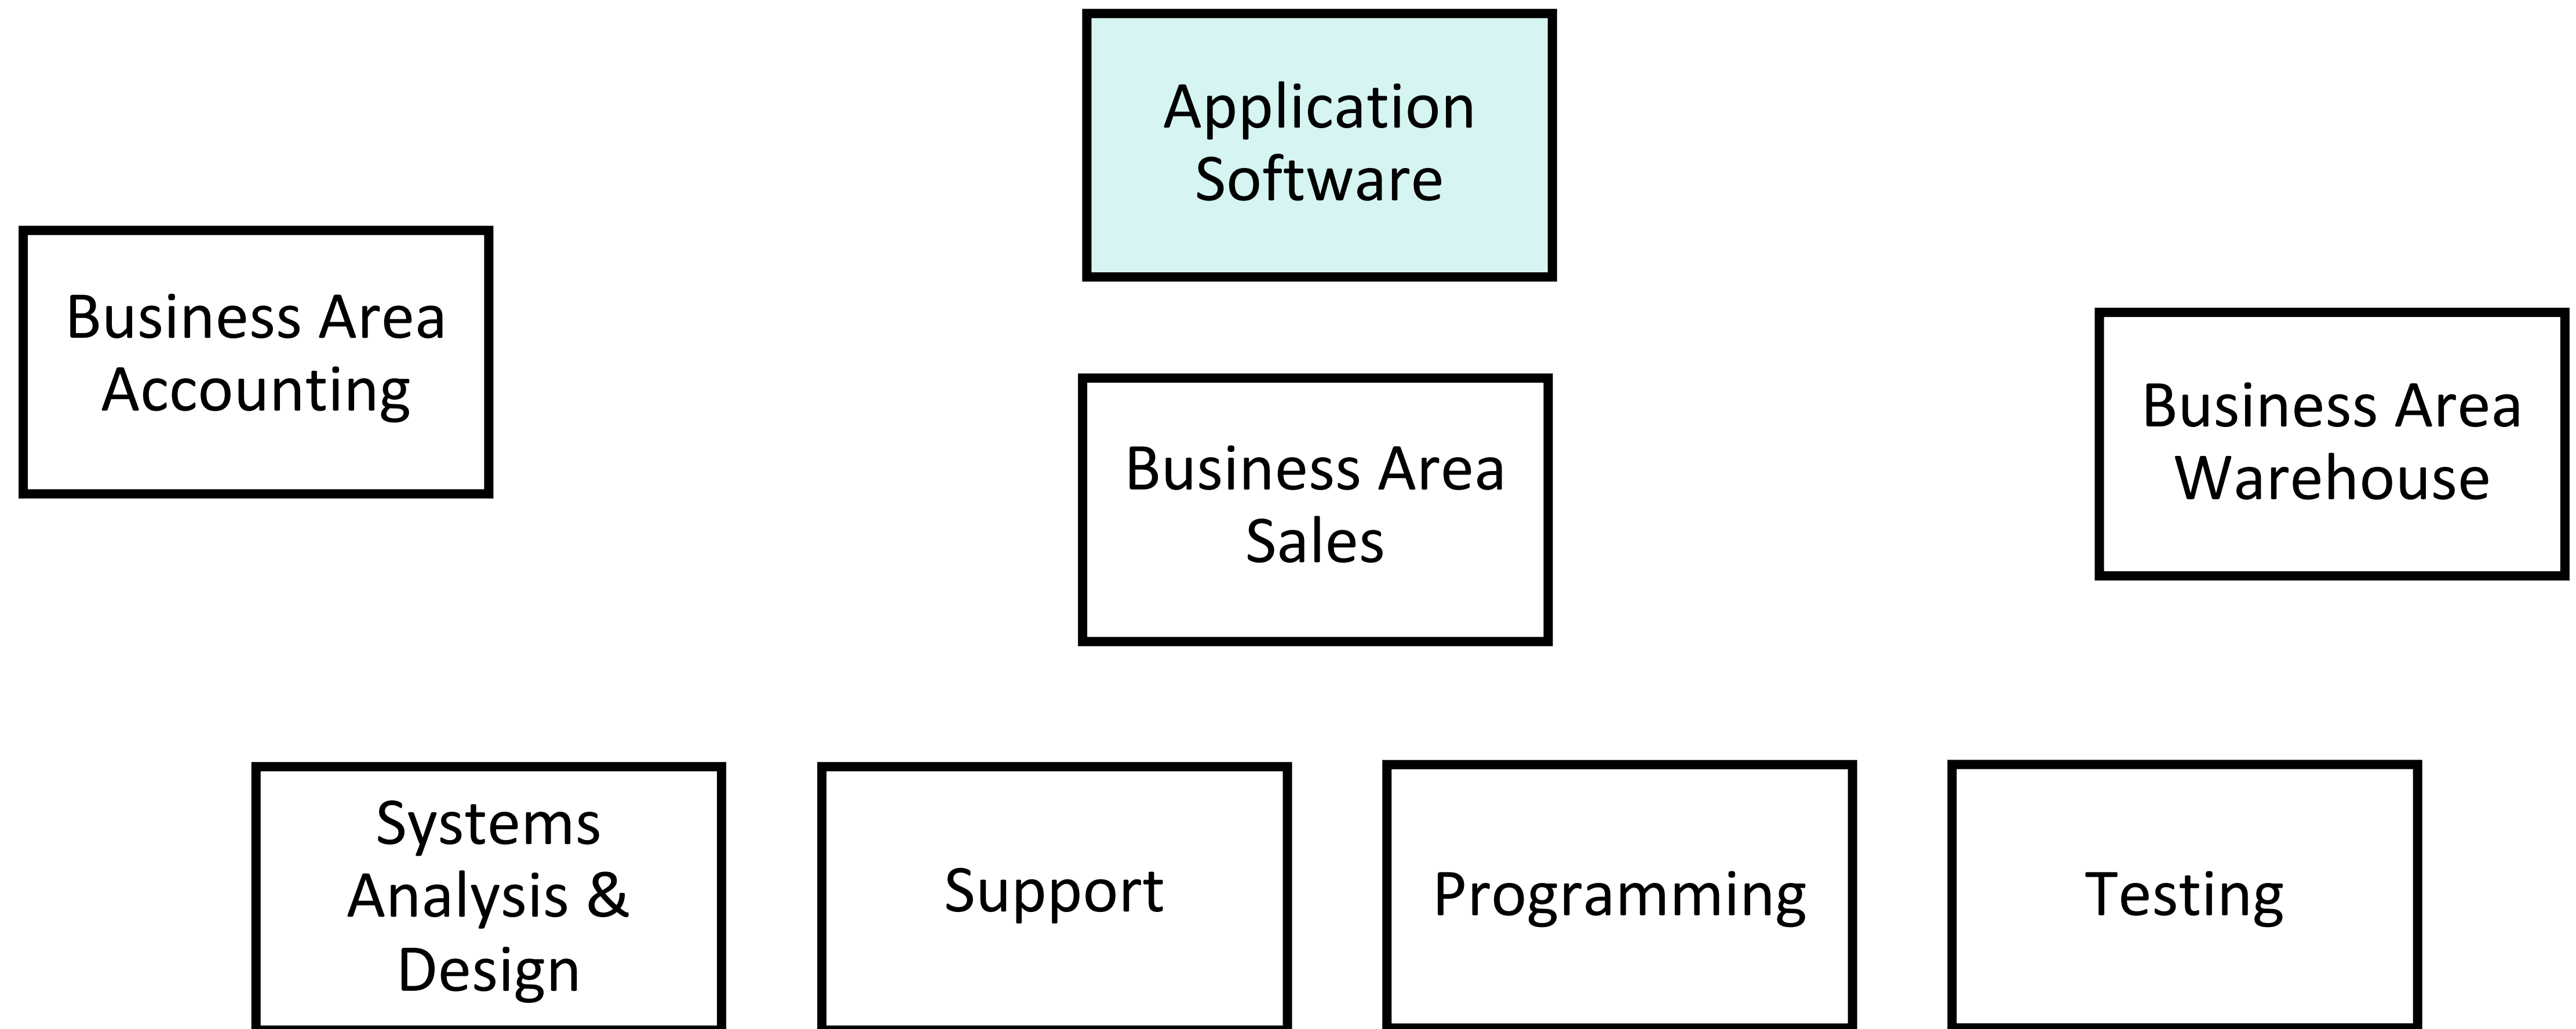 Application
Software
Business Area
Accounting
Business Area
Sales
Business Area
Warehouse
Systems
Analysis &
Design
Support
Programming
Testing